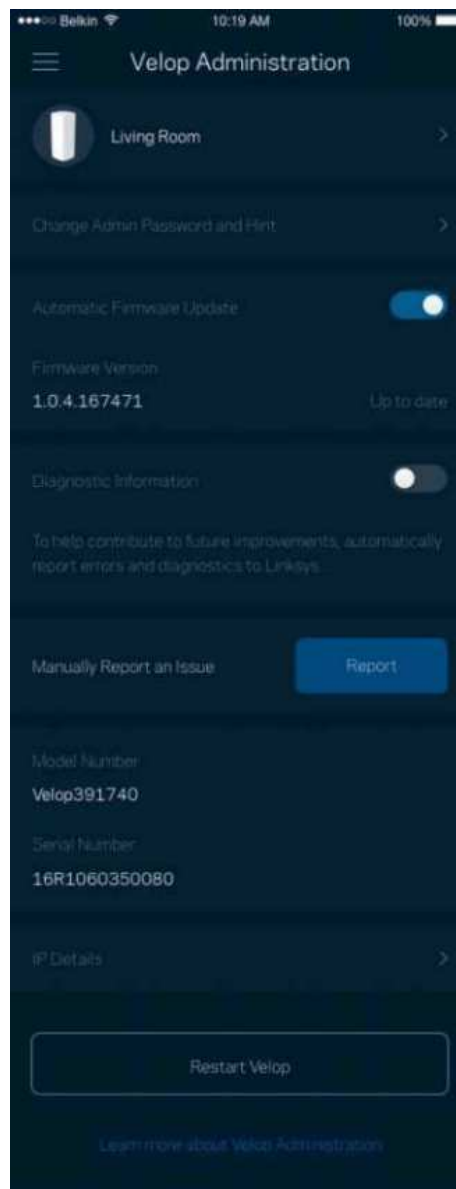 Belkin 10:19 AM 100%
Velop Administration
Living Room
Change Admin Password and Hint
Automatic Firmware Update
Firmware Version
1.0.4.167471 Up to date
Diagnostic Information
To help contribute to future improvements, automatically
report errors and diagnostics to Linksys.
Manually Report an Issue Report
Model Number
Velop391740
Serial Number
16R1060350080
IP Details
Restart Velop
Learn more about Velop Administration